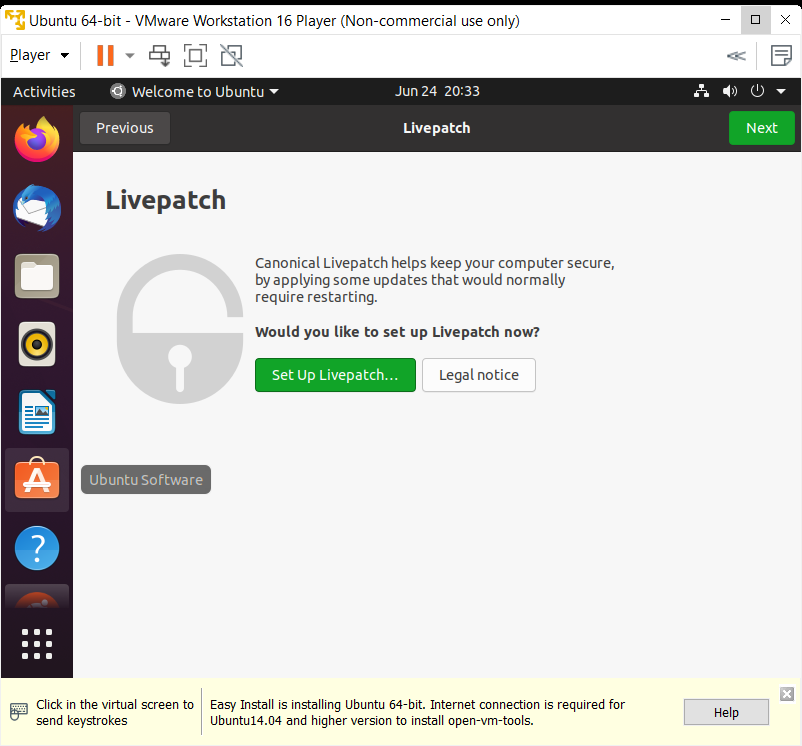 Ubuntu 64-bit - VMware Workstation 16 Player (Non-commercial use only)
Player
Activities
Welcome to Ubuntu
Jun 24 20:33
Previous
Livepatch
Next
Livepatch
Canonical Livepatch helps keep your computer secure,
by applying some updates that would normally
require restarting.
Would you like to set up Livepatch now?
Set Up Livepatch…
Legal notice
Ubuntu Software
Click in the virtual screen to
send keystrokes
Easy Install is installing Ubuntu 64-bit. Internet connection is required for
Ubuntu14.04 and higher version to install open-vm-tools.
Help